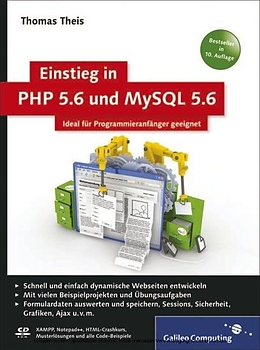 Thomas Theis
Bestseller
in
10. Auflage
Einstieg in
PHP 5.6 und MySQL 5.6
Ideal für Programmieranfänger geeignet
Schnell und einfach dynamische Webseiten entwickeln
Mit vielen Beispielprojekten und Übungsaufgaben
Formulardaten auswerten und speichern, Sessions, Sicherheit,
Grafiken, Ajax u. v. m.
CD
XAMPP, Notepad++, HTML-Crashkurs,
Musterlösungen und alle Code-Beispiele
Galileo Computing